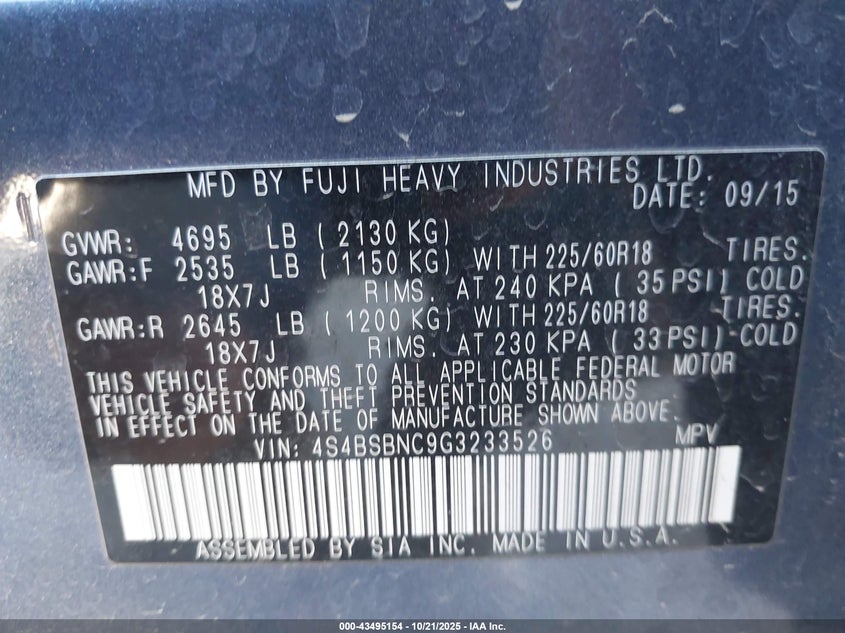 MFD BY FUJI HEAVY INDUSTRIES LTD.
DATE: 09/15
GVWR: 4695 LB ( 2130 KG)
GAWR:F 2535 LB ( 1150 KG) WITH 225/60R18 TIRES.
18X7J RIMS. AT 240 KPA ( 35 PSI) COLD
GAWR:R 2645 LB ( 1200 KG) WITH 225/60R18 TIRES.
18X7J RIMS. AT 230 KPA ( 33 PSI) COLD
THIS VEHICLE CONFORMS TO ALL APPLICABLE FEDERAL MOTOR
VEHICLE SAFETY AND THEFT PREVENTION STANDARDS
IN EFFECT ON THE DATE OF MANUFACTURE SHOWN ABOVE.
VIN: 4S4BSBNC9G3233526 MPV
ASSEMBLED BY SIA INC. MADE IN U.S.A.
000-43495154 - 10/21/2025 - IAA Inc.